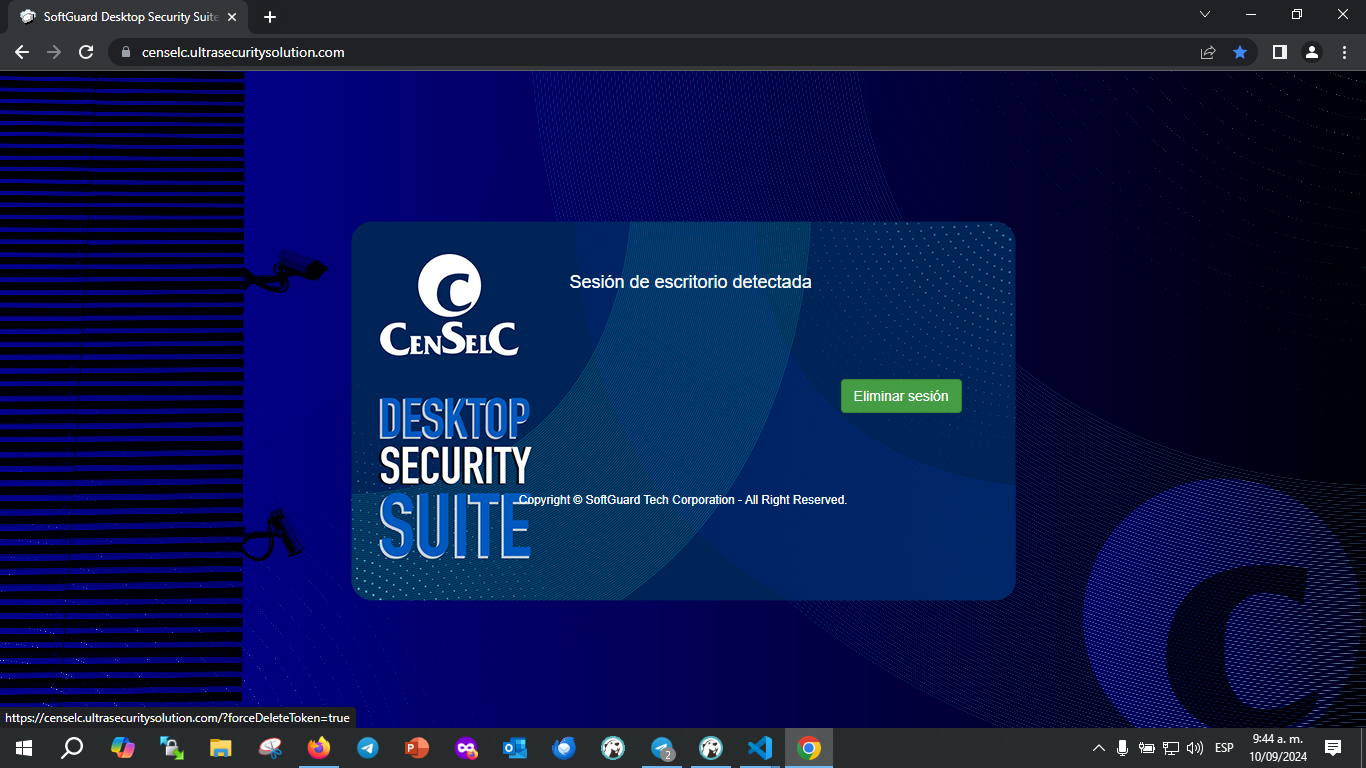 SoftGuard Desktop Security Suite
censelc.ultrasecuritysolution.com
C
CENSELC
DESKTOP
SECURITY
SUITE
Sesión de escritorio detectada
Eliminar sesión
Copyright © SoftGuard Tech Corporation - All Right Reserved.
C
https://censelc.ultrasecuritysolution.com/?forceDeleteToken=true
2
ESP
9:44 a. m.
10/09/2024